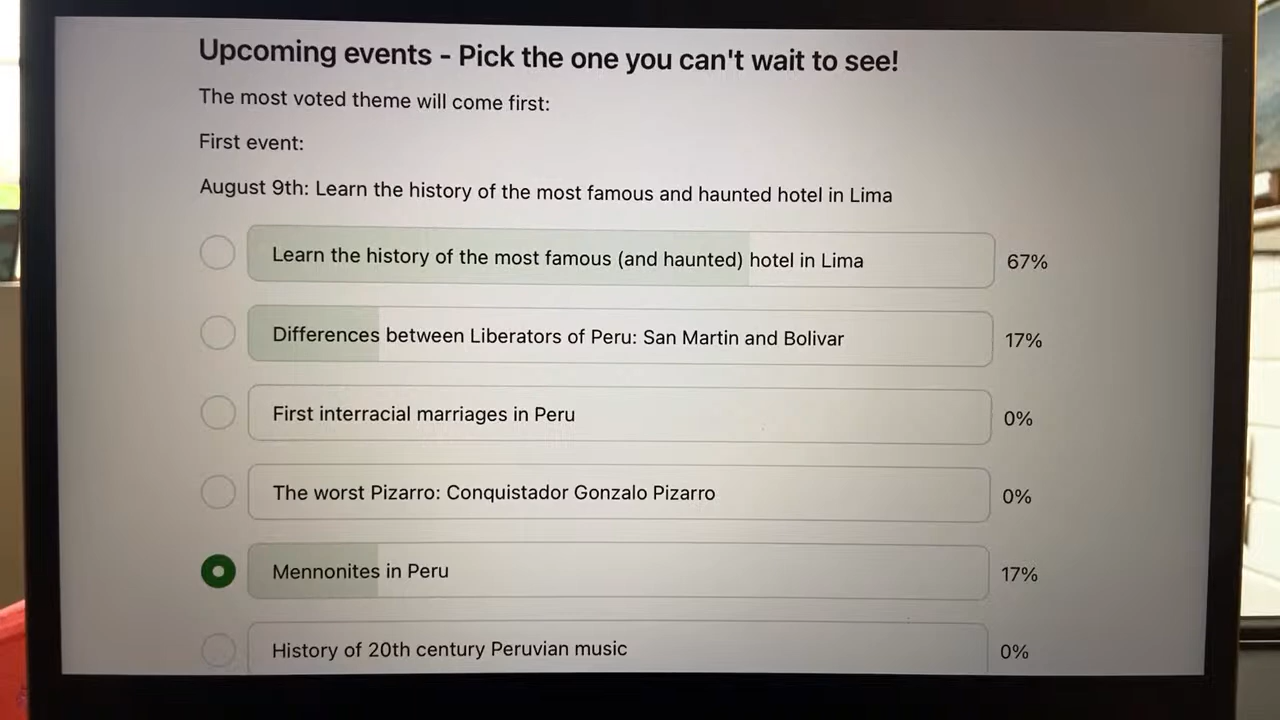 Upcoming events - Pick the one you can't wait to see!
The most voted theme will come first:
First event:
August 9th: Learn the history of the most famous and haunted hotel in Lima
Learn the history of the most famous (and haunted) hotel in Lima 67%
Differences between Liberators of Peru: San Martin and Bolivar 17%
First interracial marriages in Peru 0%
The worst Pizarro: Conquistador Gonzalo Pizarro 0%
Mennonites in Peru 17%
History of 20th century Peruvian music 0%